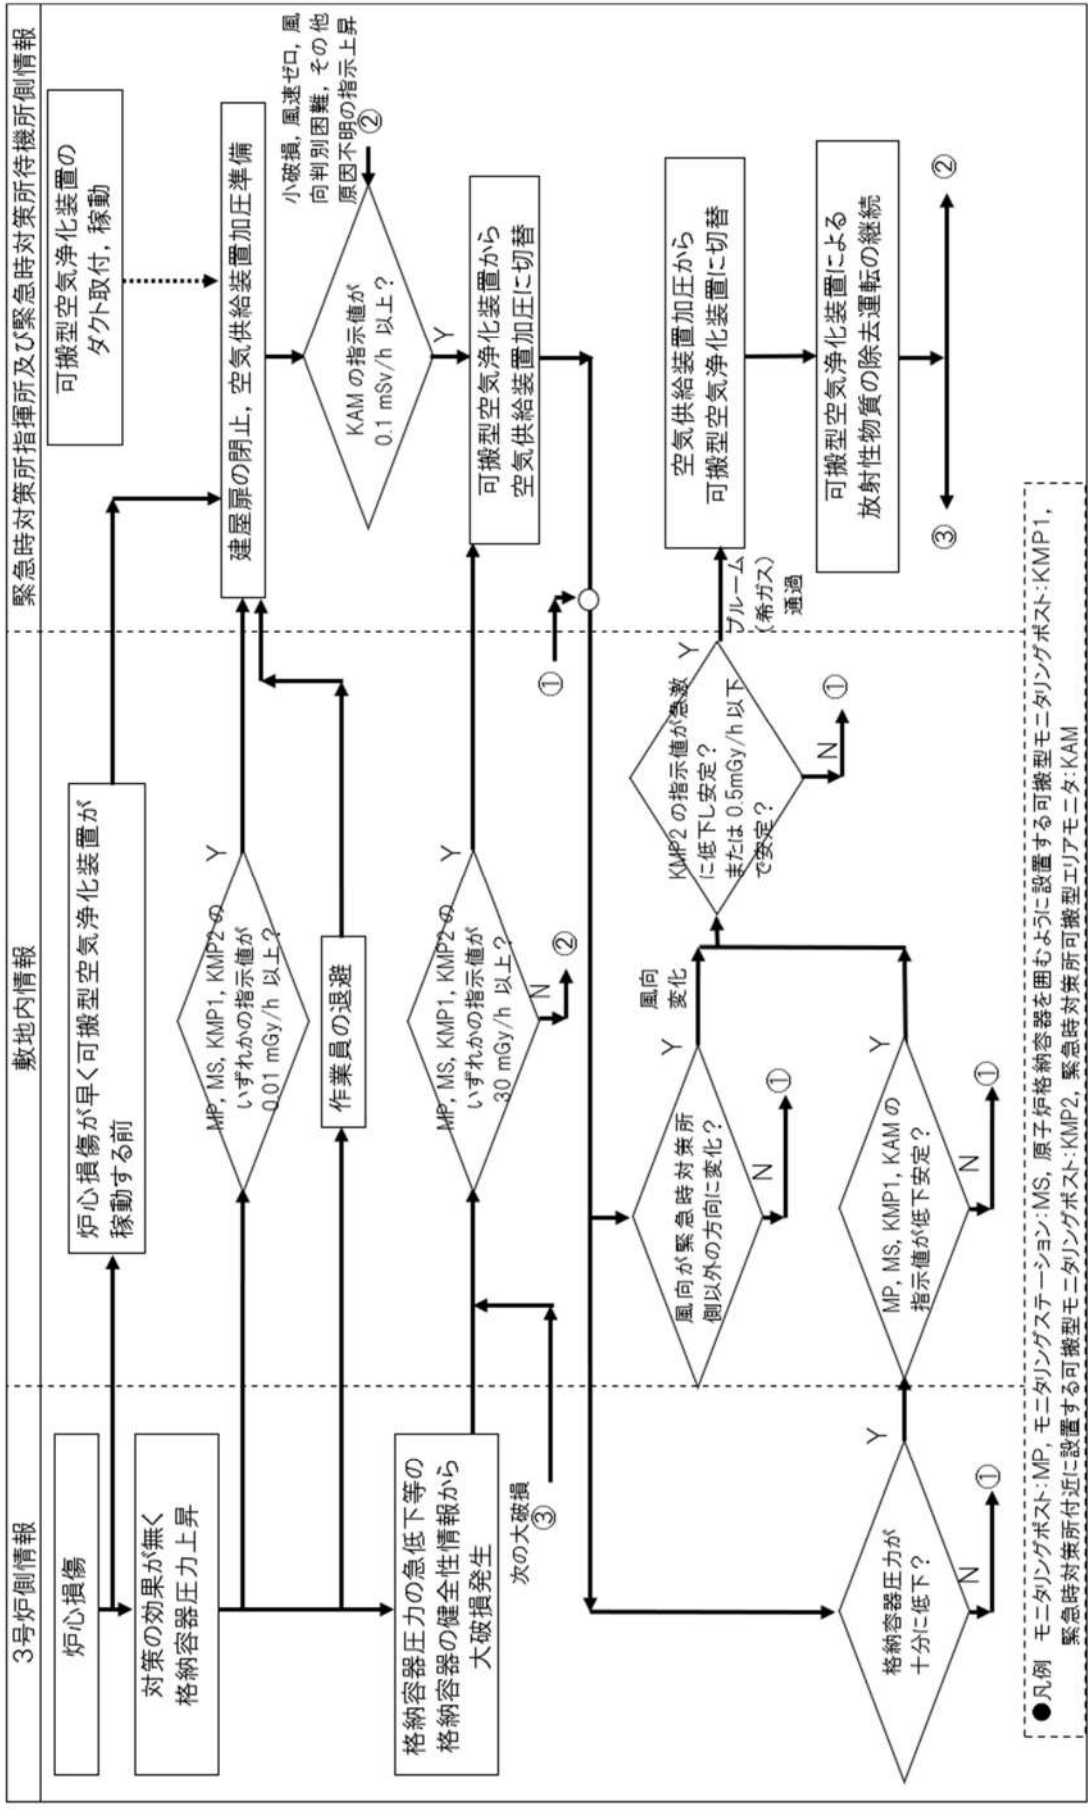 3号炉側情報
敷地内情報
緊急時対策所指揮所及び緊急時対策所待機所側情報
炉心損傷
炉心損傷が早く可搬型空気浄化装置が
稼動する前
可搬型空気浄化装置の
ダクト取付，稼動
対策の効果が無く
格納容器圧力上昇
MP, MS, KMP1, KMP2 の
いずれかの指示値が
0.01 mGy/h 以上？
Y
建屋扉の閉止，空気供給装置加圧準備
作業員の退避
小破損，風速ゼロ，風
向判別困難，その他
原因不明の指示上昇
②
KAM の指示値が
0.1 mSv/h 以上？
Y
格納容器圧力の急低下等の
格納容器の健全性情報から
大破損発生
MP, MS, KMP1, KMP2 の
いずれかの指示値が
30 mGy/h 以上？
Y
N
②
可搬型空気浄化装置から
空気供給装置加圧に切替
次の大破損
③
①
風向が緊急時対策所
側以外の方向に変化？
Y
N
①
風向
変化
KMP2 の指示値が急激
に低下し安定？
または 0.5mGy/h 以下
で安定？
Y
N
①
プルーム
（希ガス）
通過
空気供給装置加圧から
可搬型空気浄化装置に切替
可搬型空気浄化装置による
放射性物質の除去運転の継続
②
③
格納容器圧力が
十分に低下？
Y
N
①
MP, MS, KMP1, KAM の
指示値が低下安定？
Y
N
①
●凡例　モニタリングポスト：MP，モニタリングステーション：MS，原子炉格納容器を囲むように設置する可搬型モニタリングポスト：KMP1，
緊急時対策所付近に設置する可搬型モニタリングポスト：KMP2，緊急時対策所可搬型エリアモニタ：KAM